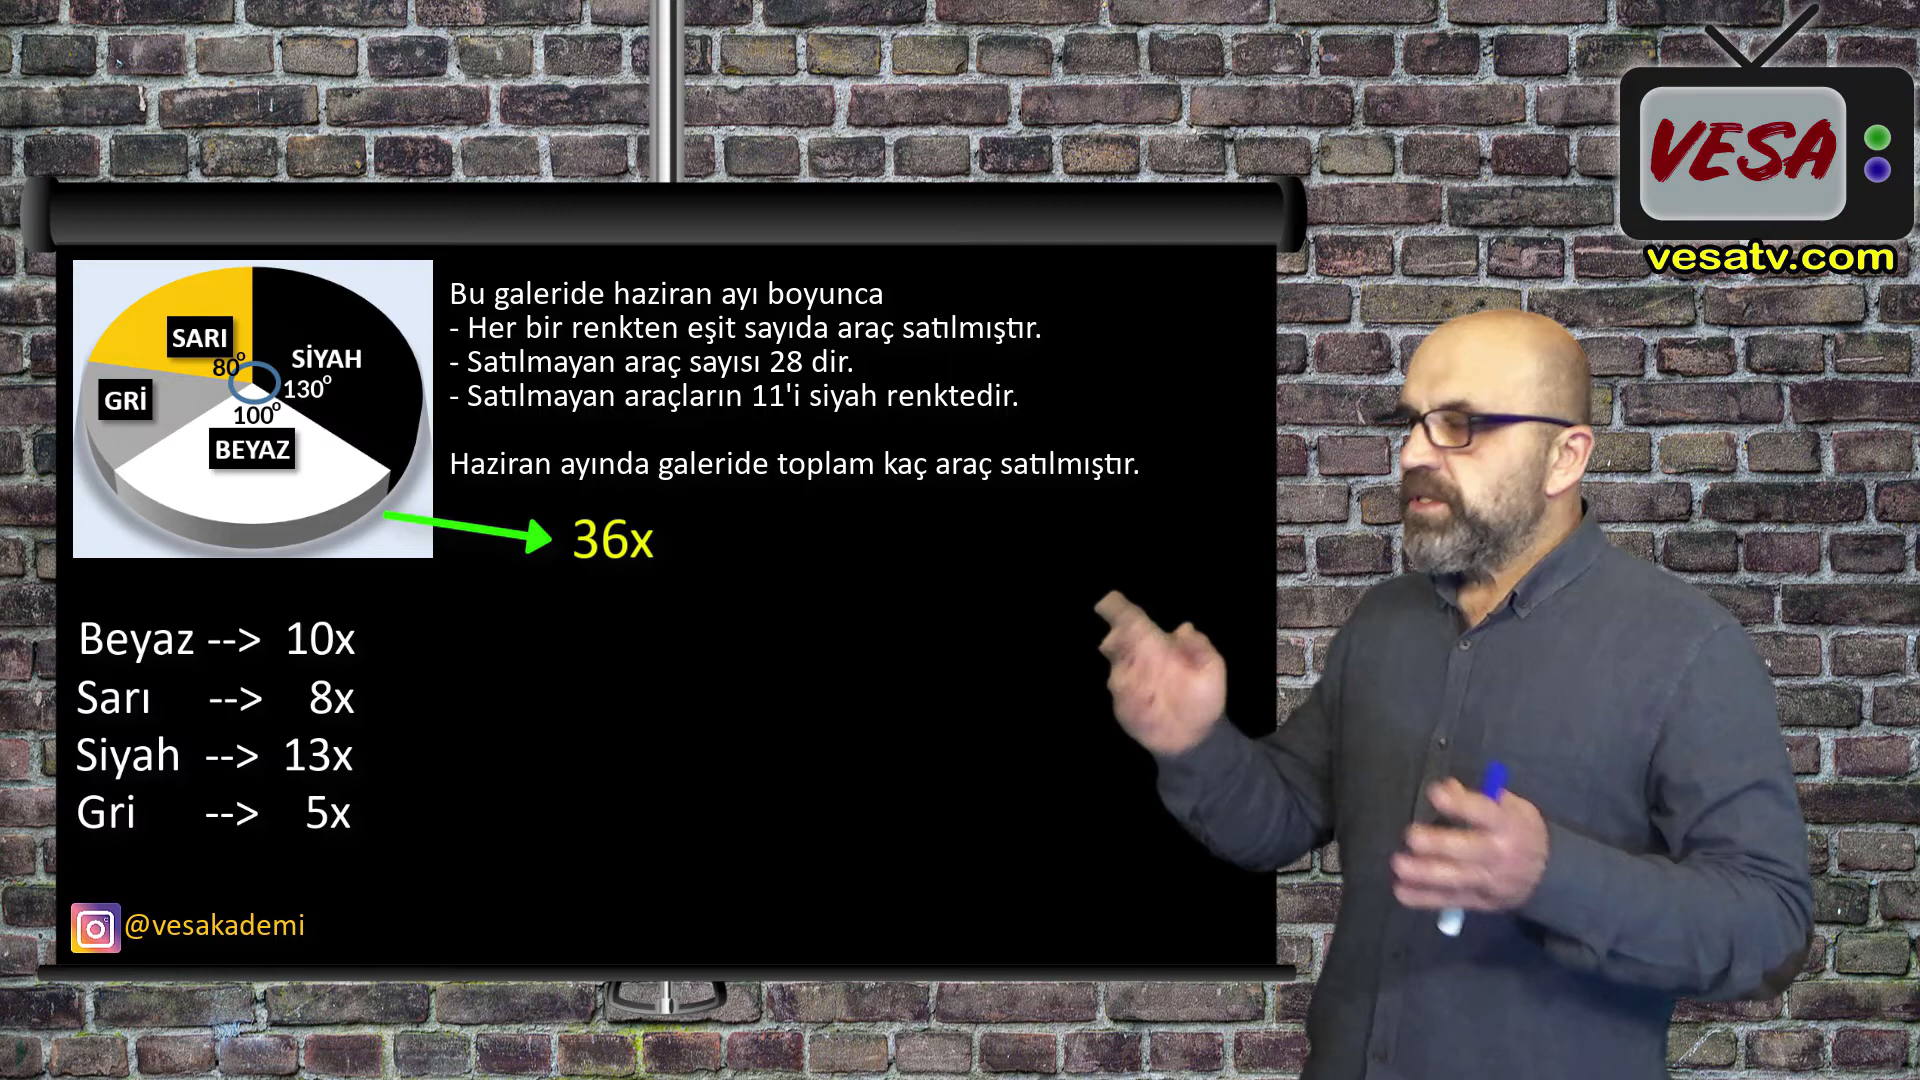 VESA
vesatv.com
SARI
80°
SİYAH
130°
GRİ
100°
BEYAZ
Bu galeride haziran ayı boyunca
- Her bir renkten eşit sayıda araç satılmıştır.
- Satılmayan araç sayısı 28 dir.
- Satılmayan araçların 11'i siyah renktedir.
Haziran ayında galeride toplam kaç araç satılmıştır.
36x
Beyaz --> 10x
Sarı --> 8x
Siyah --> 13x
Gri --> 5x
@vesakademi